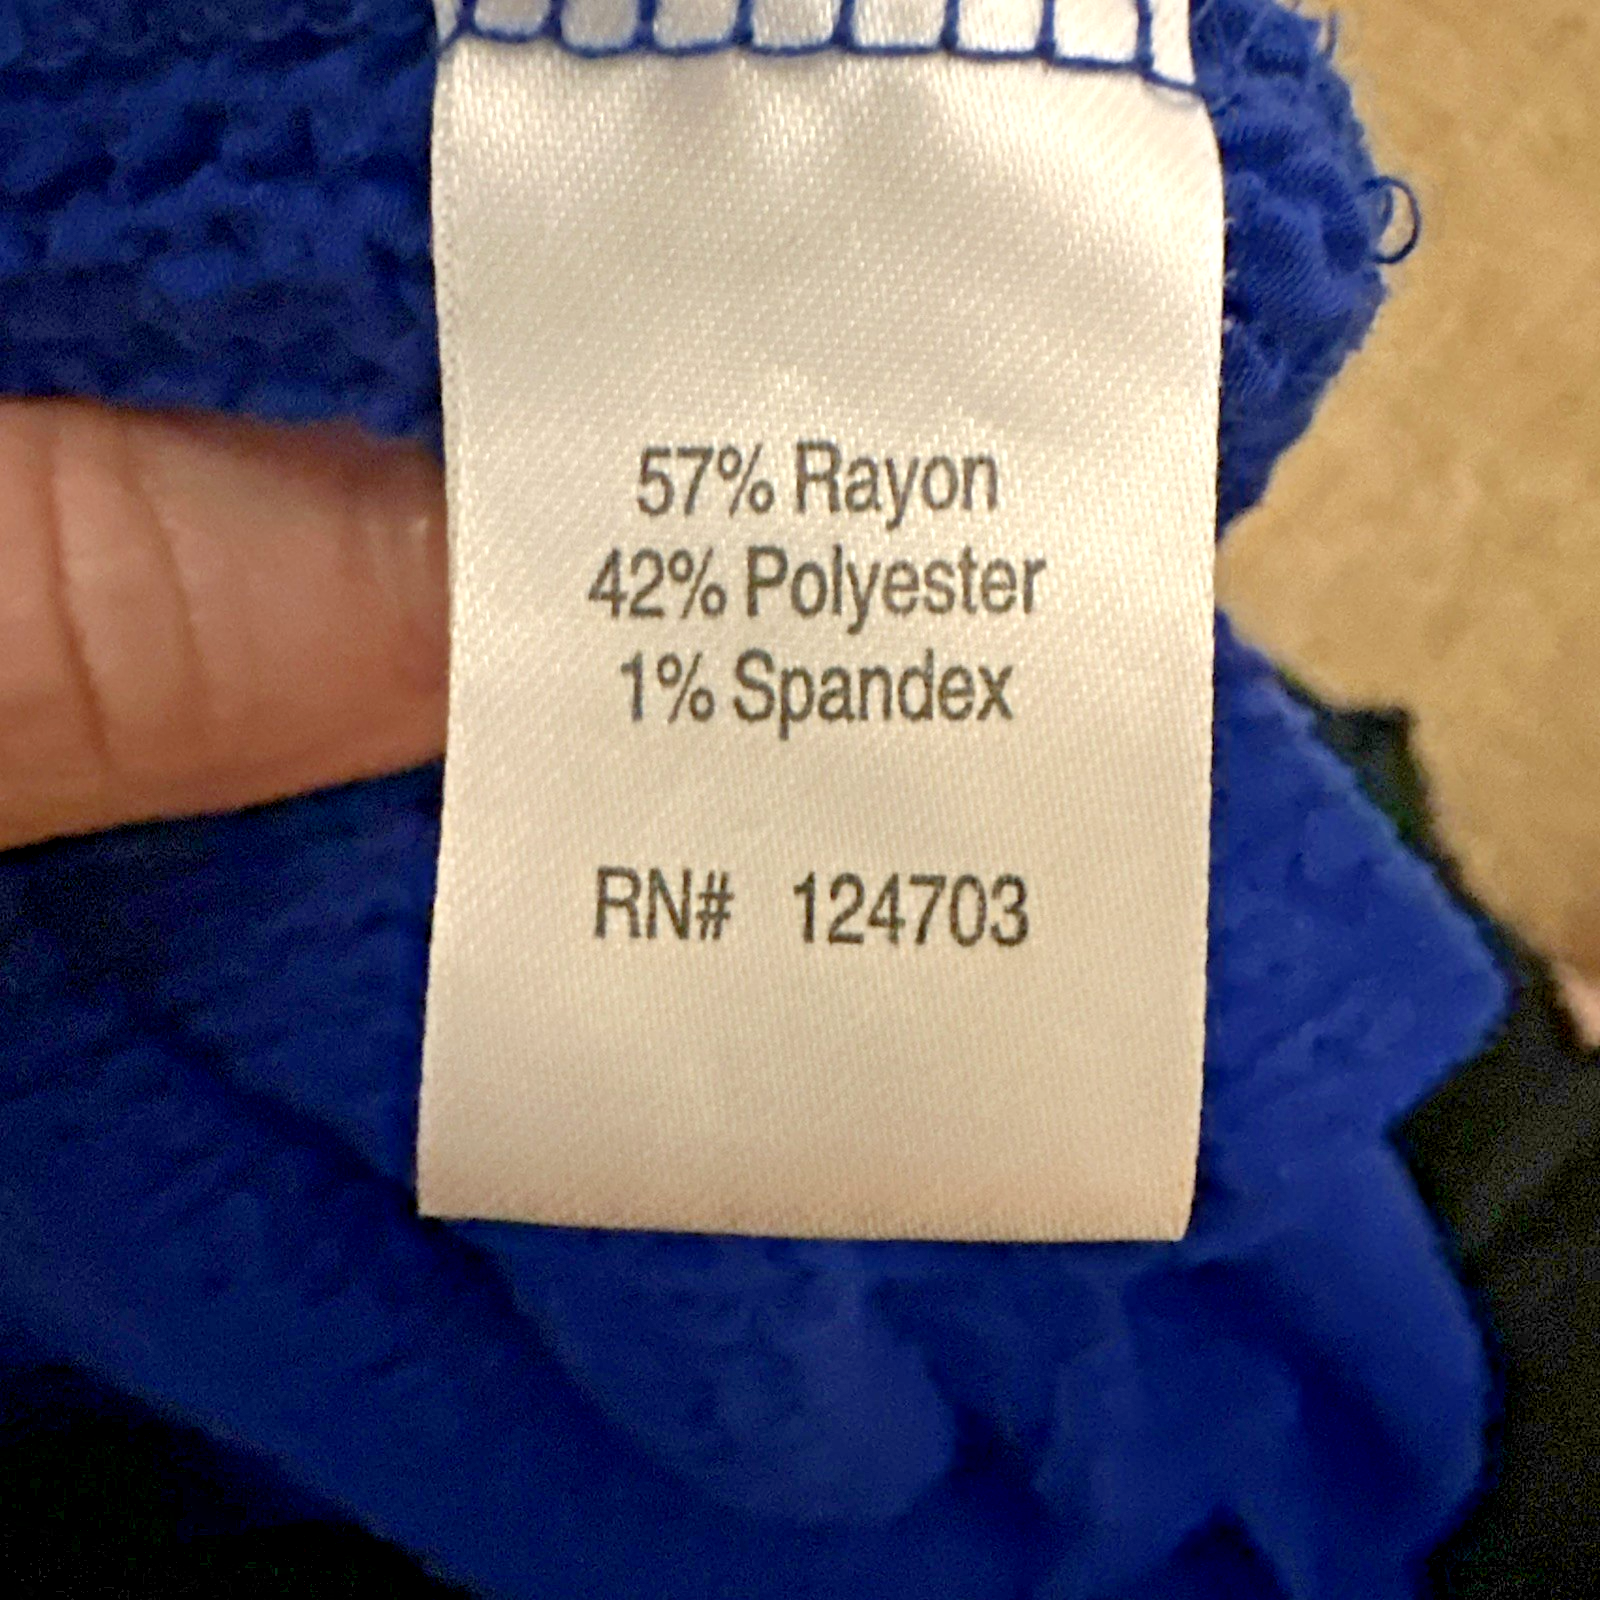 57% Rayon
42% Polyester
1% Spandex
RN# 124703